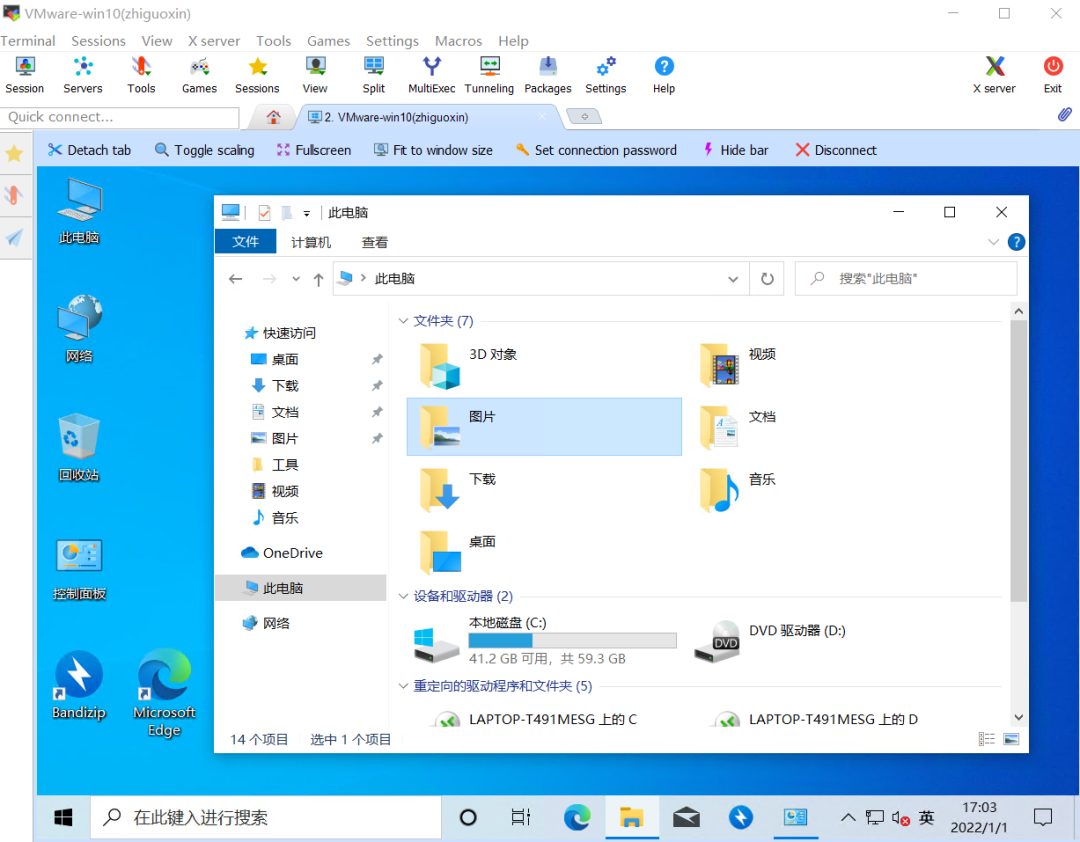 VMware-win10(zhiguoxin)
Terminal Sessions View X server Tools Games Settings Macros Help
Session Servers Tools Games Sessions View Split MultiExec Tunneling Packages Settings Help X server Exit
Quick connect...
2. VMware-win10(zhiguoxin)
Detach tab Toggle scaling Fullscreen Fit to window size Set connection password Hide bar Disconnect
此电脑
网络
回收站
控制面板
Bandizip
Microsoft
Edge
此电脑
文件 计算机 查看
此电脑
搜索"此电脑"
快速访问
桌面
下载
文档
图片
工具
视频
音乐
OneDrive
此电脑
网络
文件夹 (7)
3D 对象
视频
图片
文档
下载
音乐
桌面
设备和驱动器 (2)
本地磁盘 (C:)
41.2 GB 可用，共 59.3 GB
DVD
DVD 驱动器 (D:)
重定向的驱动程序和文件夹 (5)
LAPTOP-T491MESG 上的 C
LAPTOP-T491MESG 上的 D
14 个项目 选中 1 个项目
在此键入进行搜索
英
17:03
2022/1/1